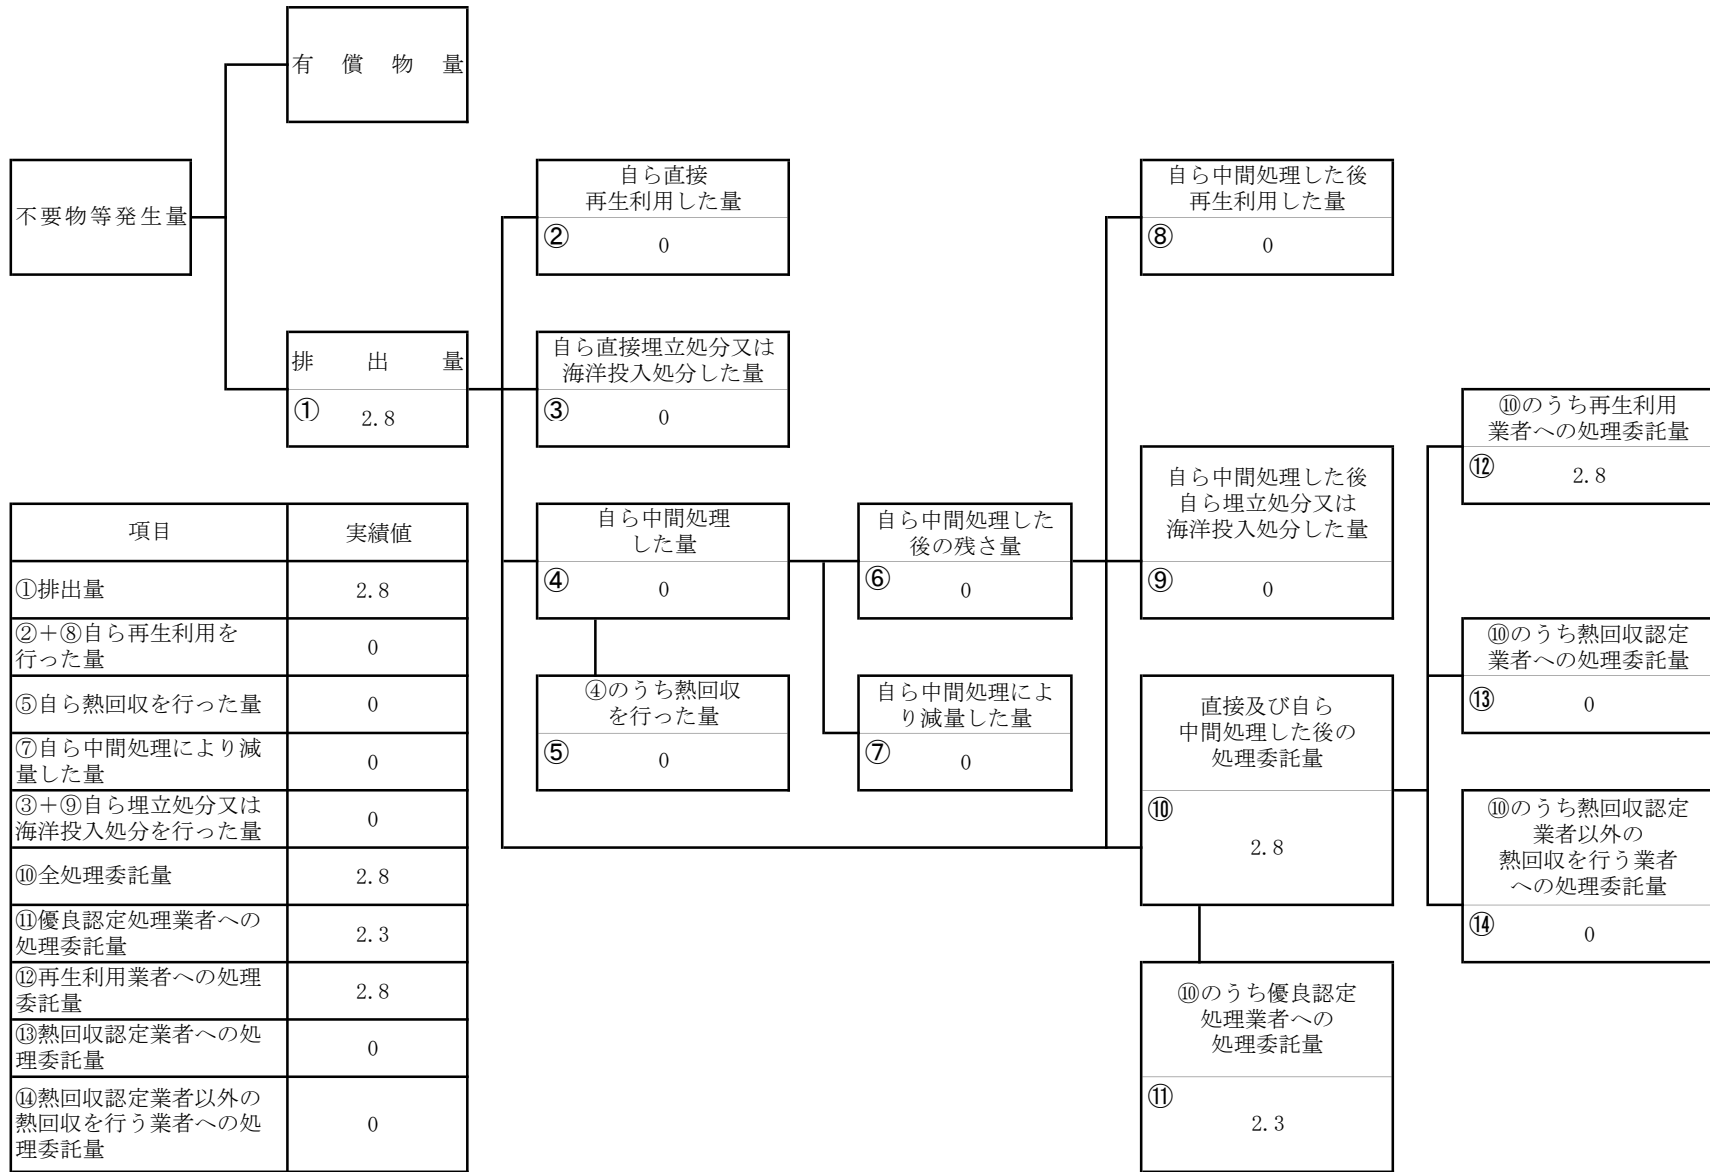 有償物量
不要物等発生量
排出量
① 2.8
自ら直接
再生利用した量
② 0
自ら直接埋立処分又は
海洋投入処分した量
③ 0
自ら中間処理
した量
④ 0
④のうち熱回収
を行った量
⑤ 0
自ら中間処理した
後の残さ量
⑥ 0
自ら中間処理によ
り減量した量
⑦ 0
自ら中間処理した後
再生利用した量
⑧ 0
自ら中間処理した後
自ら埋立処分又は
海洋投入処分した量
⑨ 0
直接及び自ら
中間処理した後の
処理委託量
⑩
2.8
⑩のうち優良認定
処理業者への
処理委託量
⑪
2.3
⑩のうち再生利用
業者への処理委託量
⑫ 2.8
⑩のうち熱回収認定
業者への処理委託量
⑬ 0
⑩のうち熱回収認定
業者以外の
熱回収を行う業者
への処理委託量
⑭ 0
項目 実績値
①排出量 2.8
②+⑧自ら再生利用を
行った量 0
⑤自ら熱回収を行った量 0
⑦自ら中間処理により減
量した量 0
③+⑨自ら埋立処分又は
海洋投入処分を行った量 0
⑩全処理委託量 2.8
⑪優良認定処理業者への
処理委託量 2.3
⑫再生利用業者への処理
委託量 2.8
⑬熱回収認定業者への処
理委託量 0
⑭熱回収認定業者以外の
熱回収を行う業者への処
理委託量 0